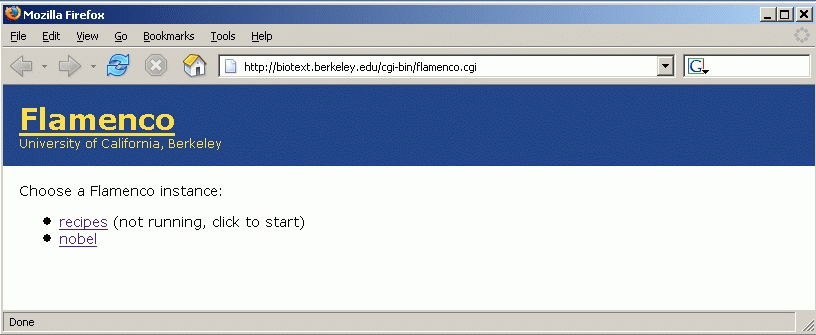 Mozilla Firefox
File Edit View Go Bookmarks Tools Help
http://biotext.berkeley.edu/cgi-bin/flamenco.cgi G
Flamenco
University of California, Berkeley
Choose a Flamenco instance:
recipes (not running, click to start)
nobel
Done